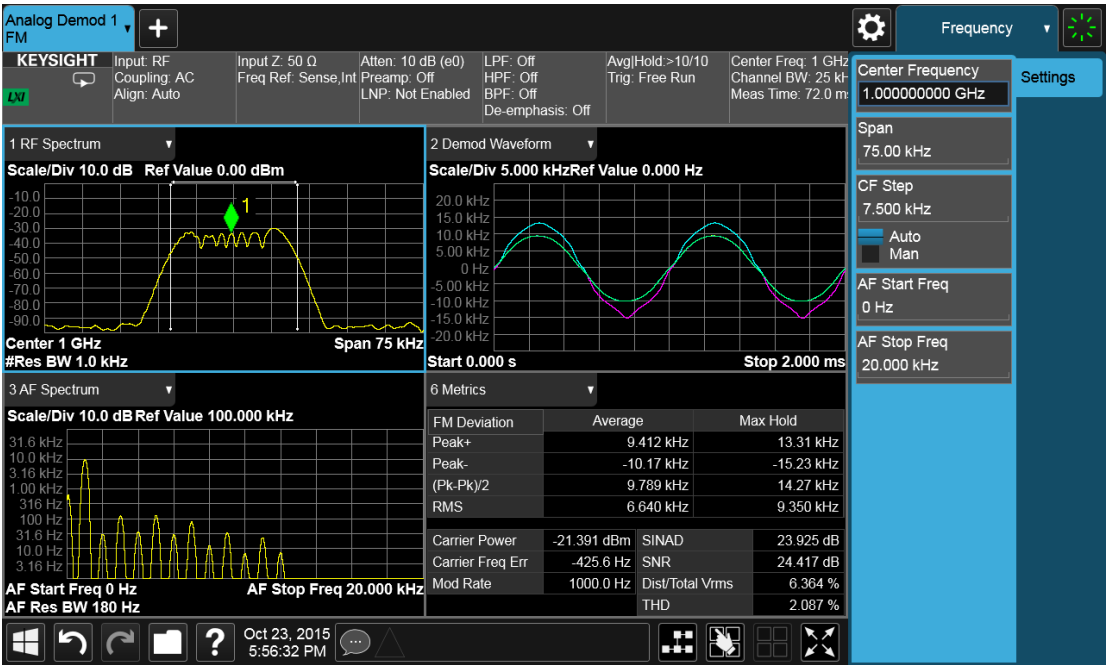 Analog Demod 1
FM
Frequency
KEYSIGHT
LXI
Input: RF
Coupling: AC
Align: Auto
Input Z: 50 Ω
Freq Ref: Sense,Int
Atten: 10 dB (e0)
Preamp: Off
LNP: Not Enabled
LPF: Off
HPF: Off
BPF: Off
De-emphasis: Off
Avg|Hold:>10/10
Trig: Free Run
Center Freq: 1 GHz
Channel BW: 25 kH
Meas Time: 72.0 m
Center Frequency
1.000000000 GHz
Settings
Span
75.00 kHz
CF Step
7.500 kHz
Auto
Man
AF Start Freq
0 Hz
AF Stop Freq
20.000 kHz
1 RF Spectrum
Scale/Div 10.0 dB Ref Value 0.00 dBm
1
-10.0
-20.0
-30.0
-40.0
-50.0
-60.0
-70.0
-80.0
-90.0
Center 1 GHz Span 75 kHz
#Res BW 1.0 kHz
2 Demod Waveform
Scale/Div 5.000 kHzRef Value 0.000 Hz
20.0 kHz
15.0 kHz
10.0 kHz
5.00 kHz
0 Hz
-5.00 kHz
-10.0 kHz
-15.0 kHz
-20.0 kHz
Start 0.000 s Stop 2.000 ms
3 AF Spectrum
Scale/Div 10.0 dB Ref Value 100.000 kHz
31.6 kHz
10.0 kHz
3.16 kHz
1.00 kHz
316 Hz
100 Hz
31.6 Hz
10.0 Hz
3.16 Hz
AF Start Freq 0 Hz AF Stop Freq 20.000 kHz
AF Res BW 180 Hz
6 Metrics
FM Deviation Average Max Hold
Peak+ 9.412 kHz 13.31 kHz
Peak- -10.17 kHz -15.23 kHz
(Pk-Pk)/2 9.789 kHz 14.27 kHz
RMS 6.640 kHz 9.350 kHz
Carrier Power -21.391 dBm SINAD 23.925 dB
Carrier Freq Err -425.6 Hz SNR 24.417 dB
Mod Rate 1000.0 Hz Dist/Total Vrms 6.364 %
THD 2.087 %
?
Oct 23, 2015
5:56:32 PM